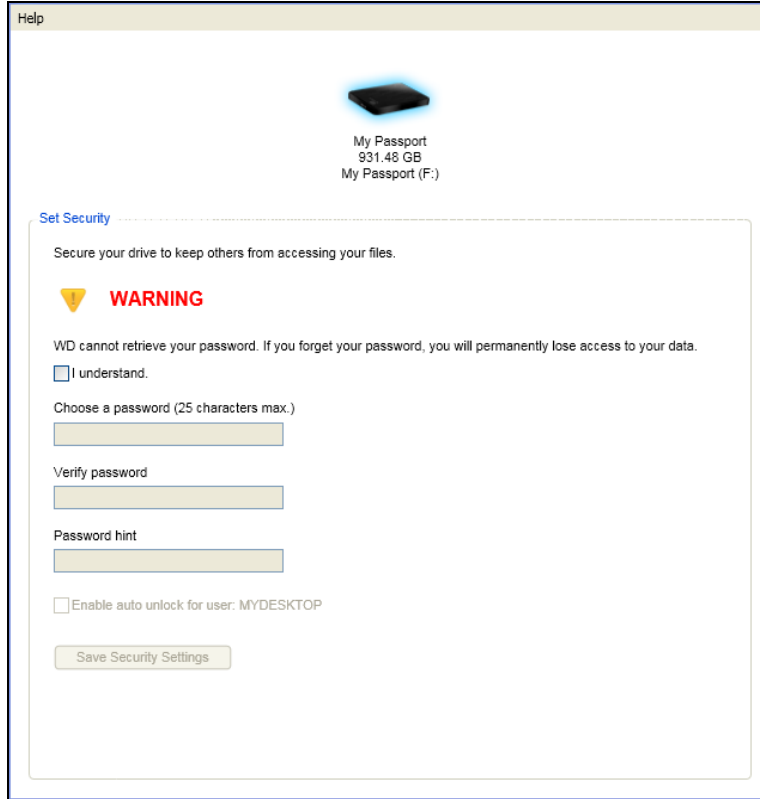 Help
My Passport
931.48 GB
My Passport (F:)
Set Security
Secure your drive to keep others from accessing your files.
WARNING
WD cannot retrieve your password. If you forget your password, you will permanently lose access to your data.
I understand.
Choose a password (25 characters max.)
Verify password
Password hint
Enable auto unlock for user: MYDESKTOP
Save Security Settings